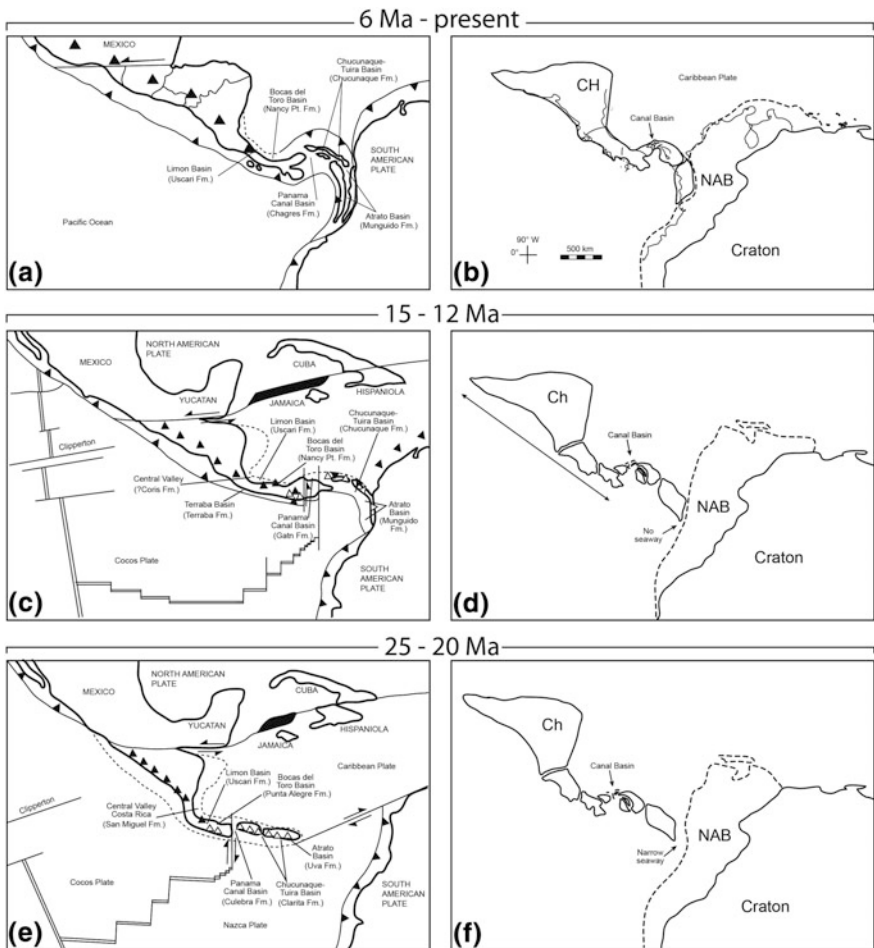 6 Ma - present
MEXICO
Chucunaque-
Tuira Basin
(Chucunaque Fm.)
Bocas del
Toro Basin
(Nancy Pt. Fm.)
SOUTH
AMERICAN
PLATE
Limon Basin
(Uscari Fm.)
Panama
Canal Basin
(Chagres Fm.)
Atrato Basin
(Munguido Fm.)
Pacific Ocean
(a)
CH
Caribbean Plate
Canal Basin
NAB
90° W
0°
500 km
Craton
(b)
15 - 12 Ma
NORTH AMERICAN
PLATE
MEXICO
CUBA
YUCATAN
JAMAICA
HISPANIOLA
Chucunaque-
Tuira Basin
(Chucunaque Fm.)
Limon Basin
(Uscari Fm.)
Bocas del
Toro Basin
(Nancy Pt. Fm.)
Clipperton
Central Valley
(?Coris Fm.)
Terraba Basin
(Terraba Fm.)
Panama
Canal Basin
(Gatn Fm.)
Atrato
Basin
(Munguido
Fm.)
Cocos Plate
SOUTH
AMERICAN
PLATE
(c)
Ch
Canal Basin
NAB
No
seaway
Craton
(d)
25 - 20 Ma
NORTH AMERICAN
PLATE
MEXICO
CUBA
YUCATAN
HISPANIOLA
JAMAICA
Caribbean Plate
Limon Basin
(Uscari Fm.)
Bocas del
Toro Basin
(Punta Alegre Fm.)
Clipperton
Central Valley
Costa Rica
(San Miguel Fm.)
Atrato
Basin
(Uva Fm.)
Cocos Plate
Panama
Canal Basin
(Culebra Fm.)
Chucunaque-
Tuira Basin
(Clarita Fm.)
SOUTH
AMERICAN
PLATE
Nazca Plate
(e)
Ch
Canal Basin
NAB
Narrow
seaway
Craton
(f)